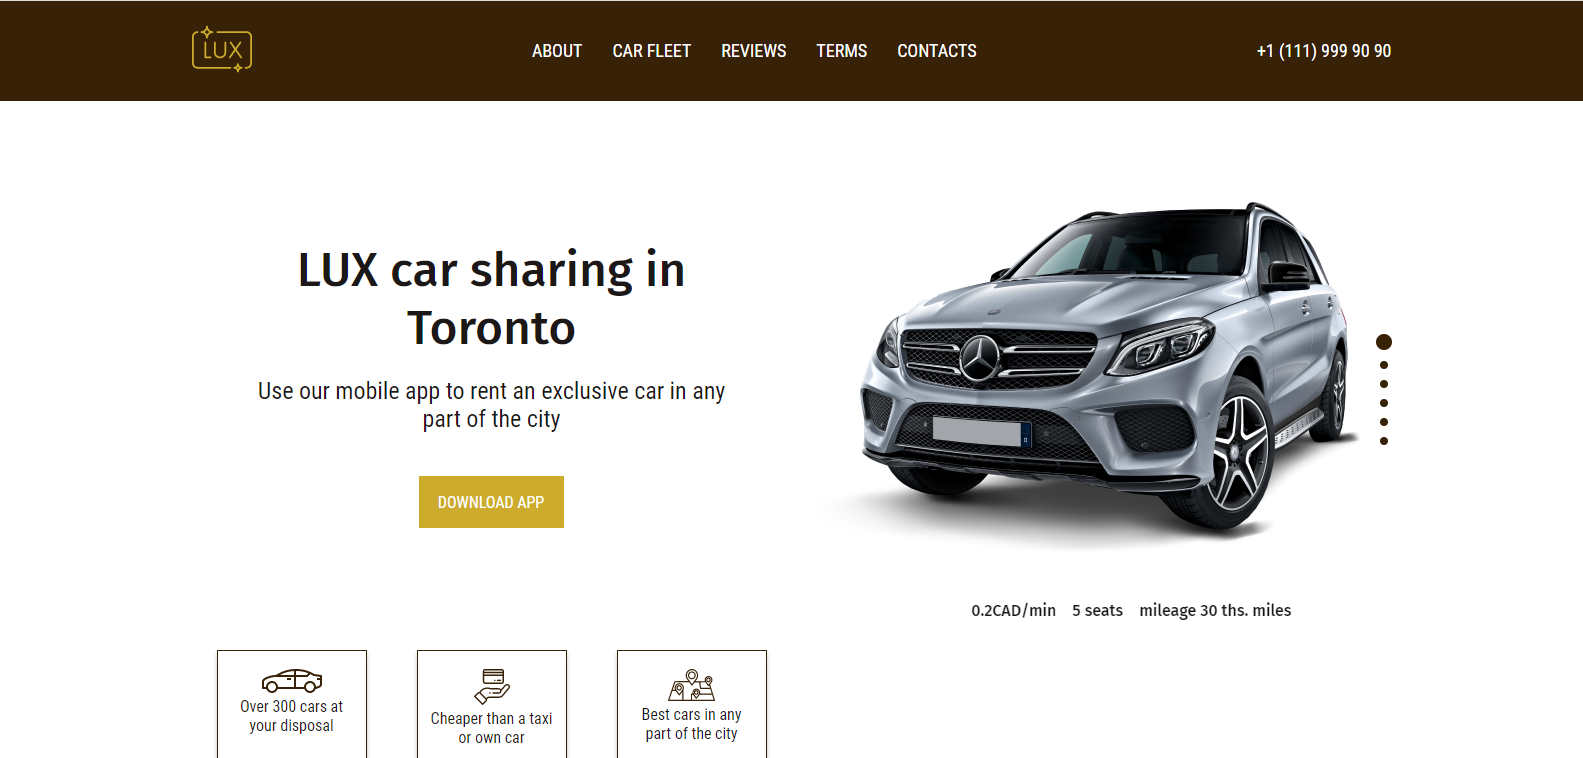 LUX
ABOUT CAR FLEET REVIEWS TERMS CONTACTS
+1 (111) 999 90 90
LUX car sharing in
Toronto
Use our mobile app to rent an exclusive car in any
part of the city
DOWNLOAD APP
0.2CAD/min 5 seats mileage 30 ths. miles
Over 300 cars at
your disposal
Cheaper than a taxi
or own car
Best cars in any
part of the city